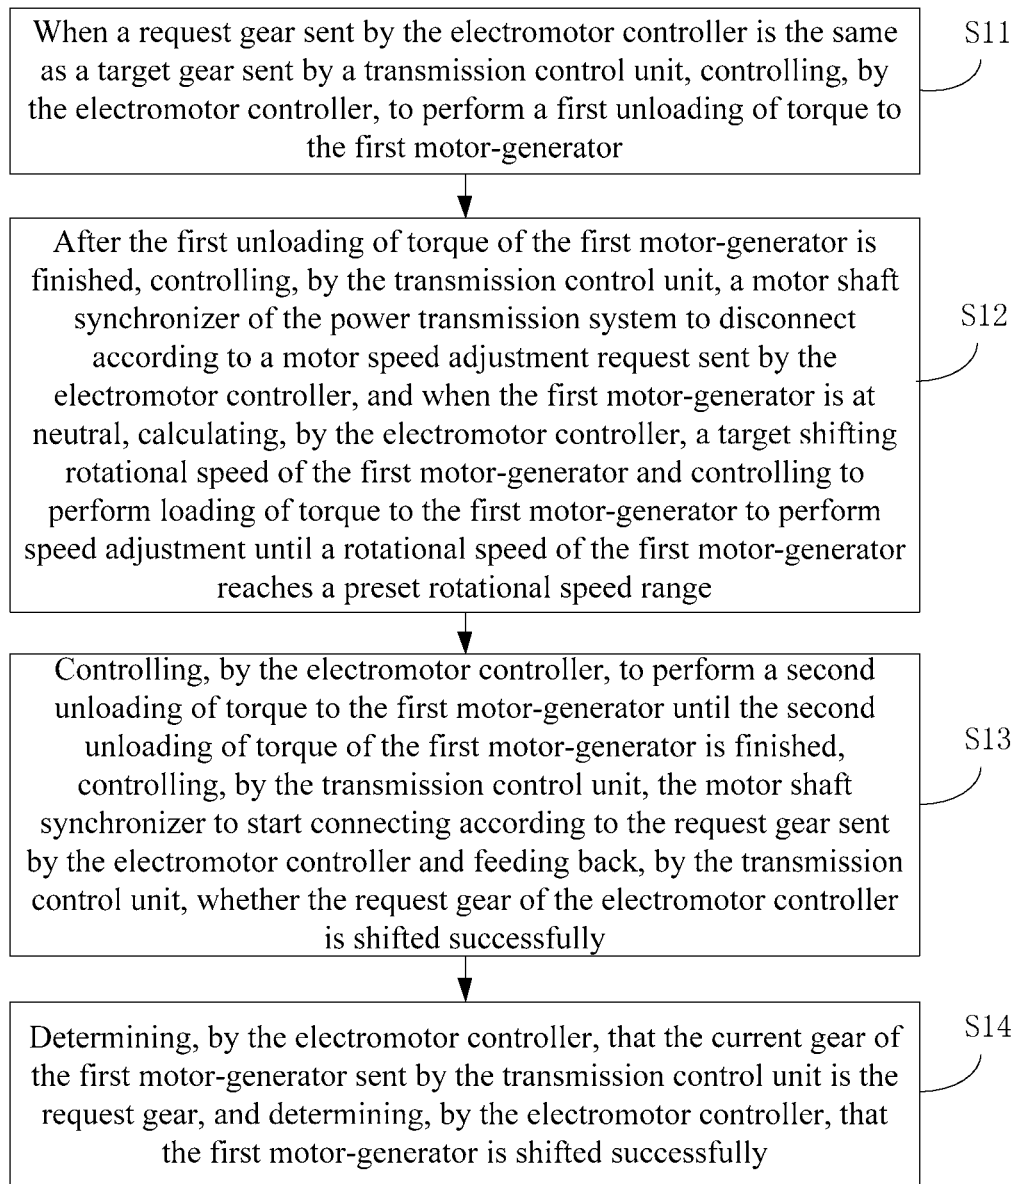 When a request gear sent by the electromotor controller is the same
as a target gear sent by a transmission control unit, controlling, by
the electromotor controller, to perform a first unloading of torque to
the first motor-generator
S11
After the first unloading of torque of the first motor-generator is
finished, controlling, by the transmission control unit, a motor shaft
synchronizer of the power transmission system to disconnect
according to a motor speed adjustment request sent by the
electromotor controller, and when the first motor-generator is at
neutral, calculating, by the electromotor controller, a target shifting
rotational speed of the first motor-generator and controlling to
perform loading of torque to the first motor-generator to perform
speed adjustment until a rotational speed of the first motor-generator
reaches a preset rotational speed range
S12
Controlling, by the electromotor controller, to perform a second
unloading of torque to the first motor-generator until the second
unloading of torque of the first motor-generator is finished,
controlling, by the transmission control unit, the motor shaft
synchronizer to start connecting according to the request gear sent
by the electromotor controller and feeding back, by the transmission
control unit, whether the request gear of the electromotor controller
is shifted successfully
S13
Determining, by the electromotor controller, that the current gear of
the first motor-generator sent by the transmission control unit is the
request gear, and determining, by the electromotor controller, that
the first motor-generator is shifted successfully
S14